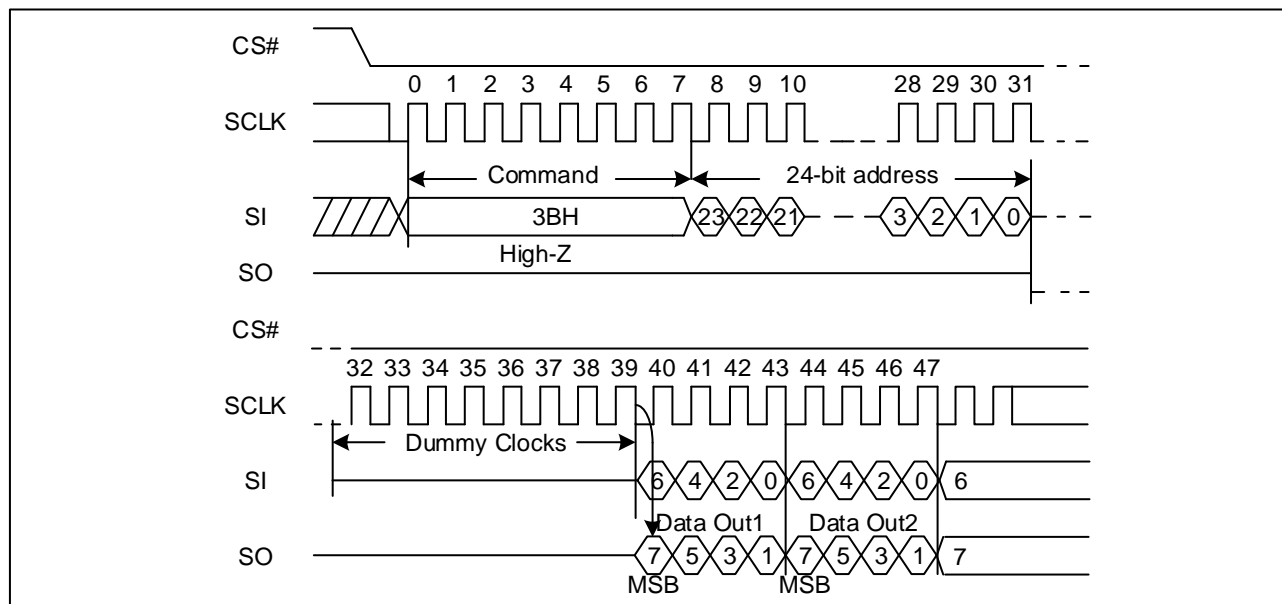 CS#
0 1 2 3 4 5 6 7 8 9 10 28 29 30 31
SCLK
Command 24-bit address
SI 3BH 23 22 21 3 2 1 0
High-Z
SO
CS#
32 33 34 35 36 37 38 39 40 41 42 43 44 45 46 47
SCLK
Dummy Clocks
SI 6 4 2 0 6 4 2 0 6
Data Out1 Data Out2
SO 7 5 3 1 7 5 3 1 7
MSB MSB